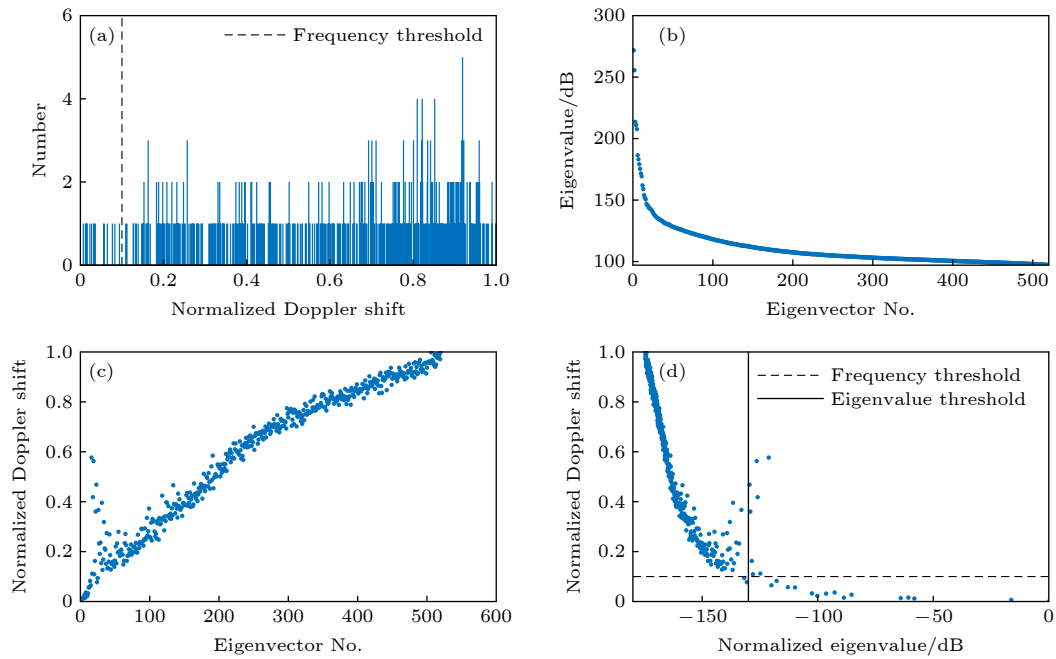 6
4
2
0
Number
(a)
Frequency threshold
0
0.2
0.4
0.6
0.8
1.0
Normalized Doppler shift
300
250
200
150
100
Eigenvalue/dB
(b)
0
100
200
300
400
500
Eigenvector No.
1.0
0.8
0.6
0.4
0.2
0
Normalized Doppler shift
(c)
0
100
200
300
400
500
600
Eigenvector No.
1.0
0.8
0.6
0.4
0.2
0
Normalized Doppler shift
(d)
Frequency threshold
Eigenvalue threshold
−150
−100
−50
0
Normalized eigenvalue/dB